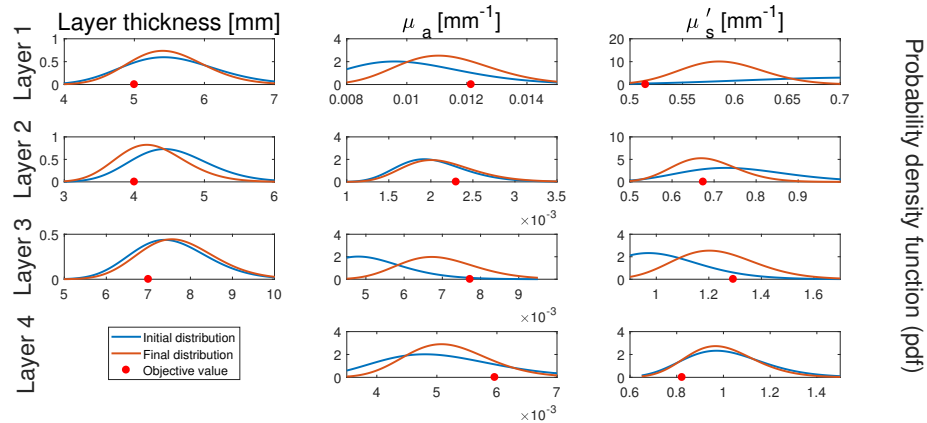 Layer thickness [mm]
μ a [mm-1]
μ s ' [mm-1]
Layer 1
1
0.5
0
4 5 6 7
4
2
0
0.008 0.01 0.012 0.014
20
10
0
0.5 0.55 0.6 0.65 0.7
Layer 2
1
0.5
0
3 4 5 6
4
2
0
1 1.5 2 2.5 3 3.5
×10-3
10
5
0
0.5 0.6 0.7 0.8 0.9
Layer 3
0.5
0
5 6 7 8 9 10
4
2
0
5 6 7 8 9
×10-3
4
2
0
1 1.2 1.4 1.6
Layer 4
Initial distribution
Final distribution
Objective value
4
2
0
4 5 6 7
×10-3
4
2
0
0.6 0.8 1 1.2 1.4
Probability density function (pdf)